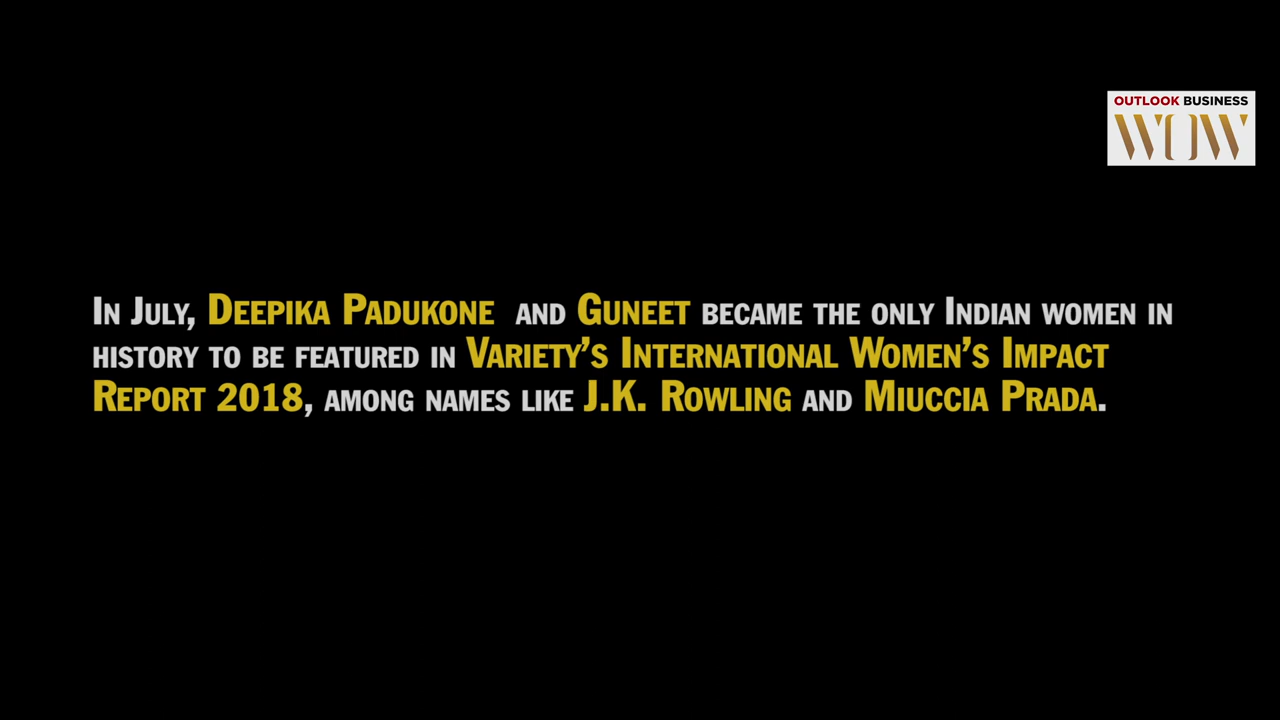 OUTLOOK BUSINESS
WOW
In July, Deepika Padukone and Guneet became the only Indian women in
history to be featured in Variety’s International Women’s Impact
Report 2018, among names like J.K. Rowling and Miuccia Prada.